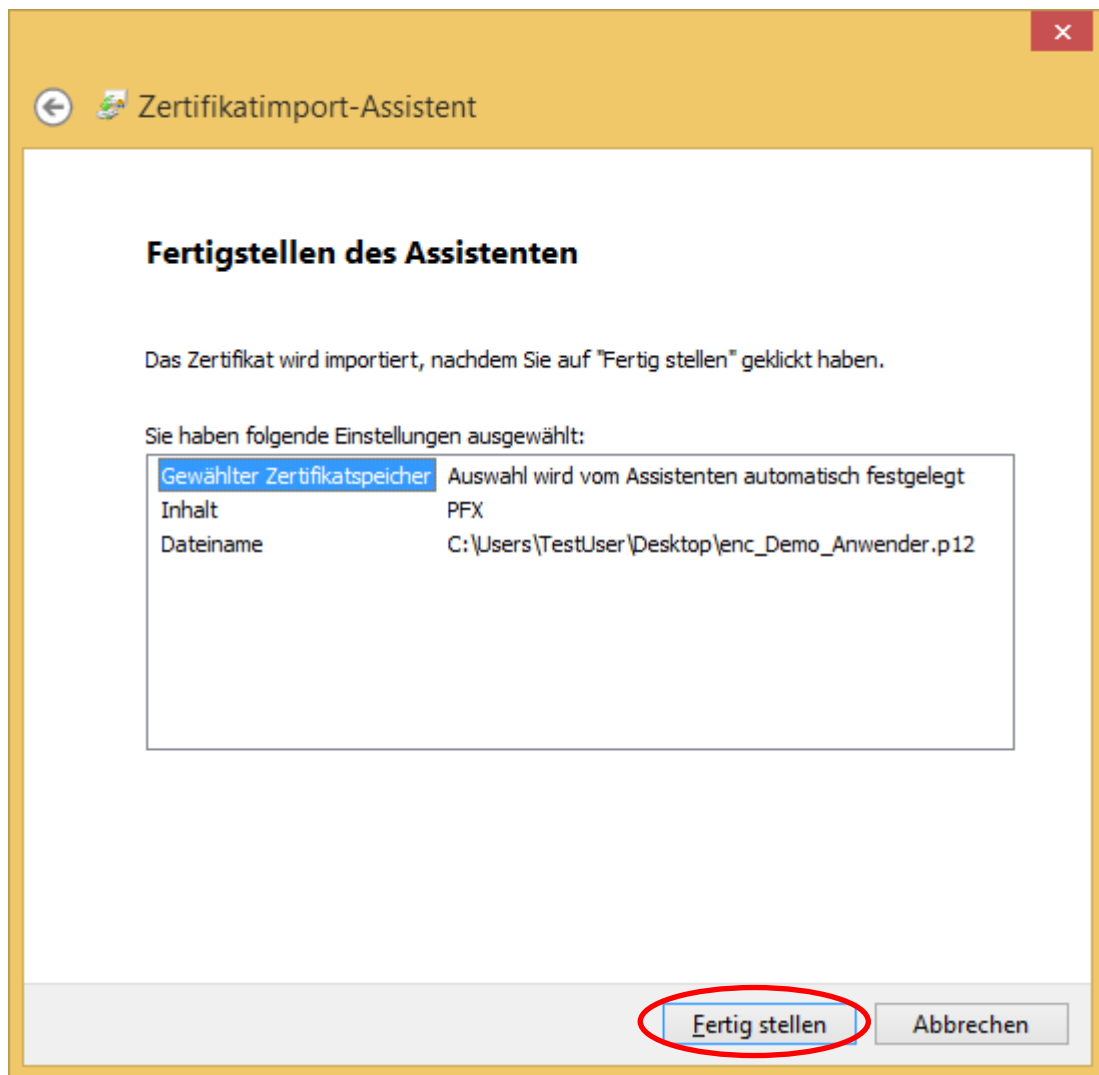 Zertifikatimport-Assistent
Fertigstellen des Assistenten
Das Zertifikat wird importiert, nachdem Sie auf "Fertig stellen" geklickt haben.
Sie haben folgende Einstellungen ausgewählt:
Gewählter Zertifikatspeicher Auswahl wird vom Assistenten automatisch festgelegt
Inhalt PFX
Dateiname C:\Users\TestUser\Desktop\enc_Demo_Anwender.p12
Fertig stellen Abbrechen